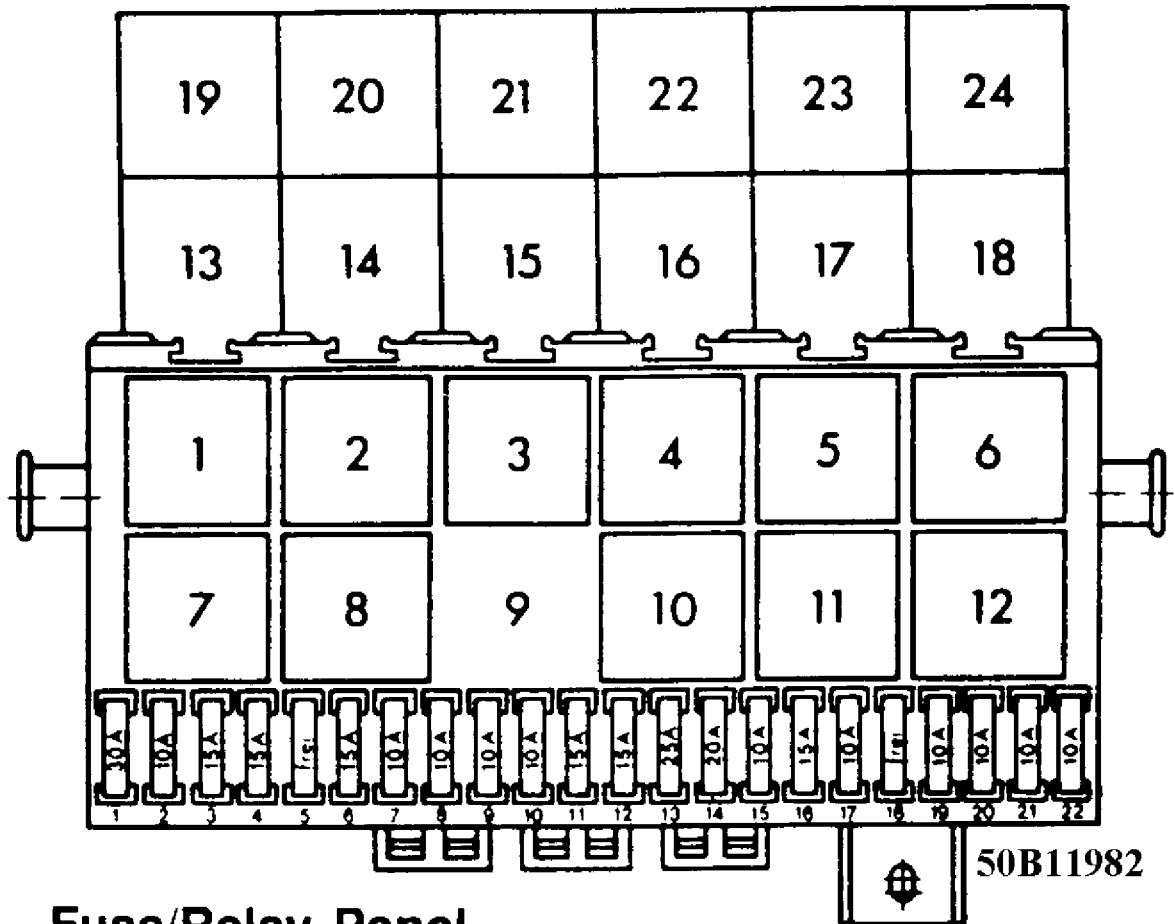 19 20 21 22 23 24
13 14 15 16 17 18
1 2 3 4 5 6
7 8 9 10 11 12
30A 10A 15A 15A frei 15A 10A 10A 10A 10A 15A 15A 25A 20A 10A 15A 10A frei 10A 10A 10A 10A
1 2 3 4 5 6 7 8 9 10 11 12 13 14 15 16 17 18 19 20 21 22
50B11982
Fuse/Relay Panel